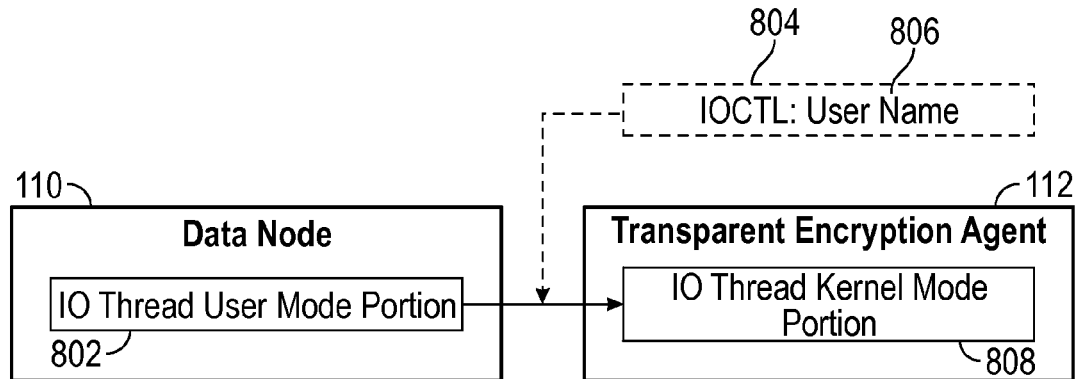 804
806
IOCTL: User Name
110
112
Data Node
Transparent Encryption Agent
IO Thread User Mode Portion
IO Thread Kernel Mode
Portion
802
808